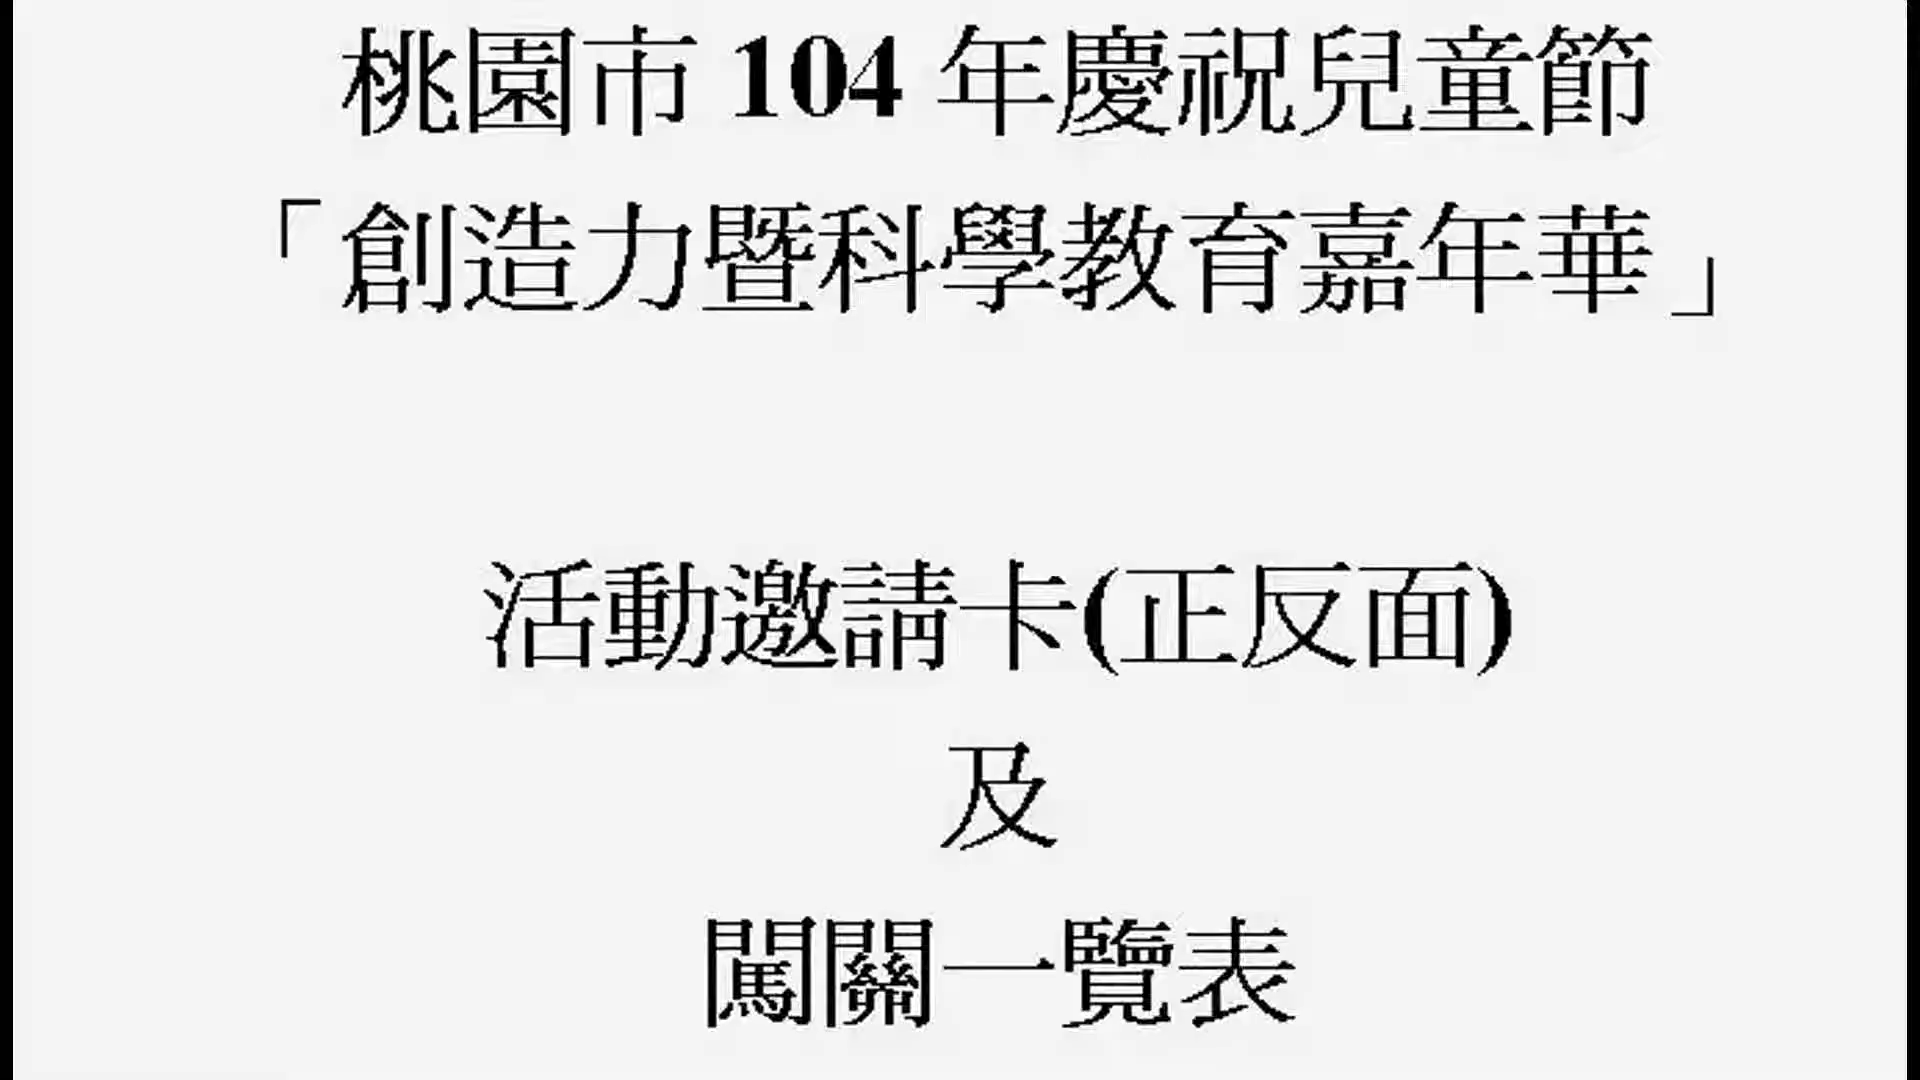 桃園市 104 年慶祝兒童節
「創造力暨科學教育嘉年華」
活動邀請卡(正反面)
及
闖關一覽表